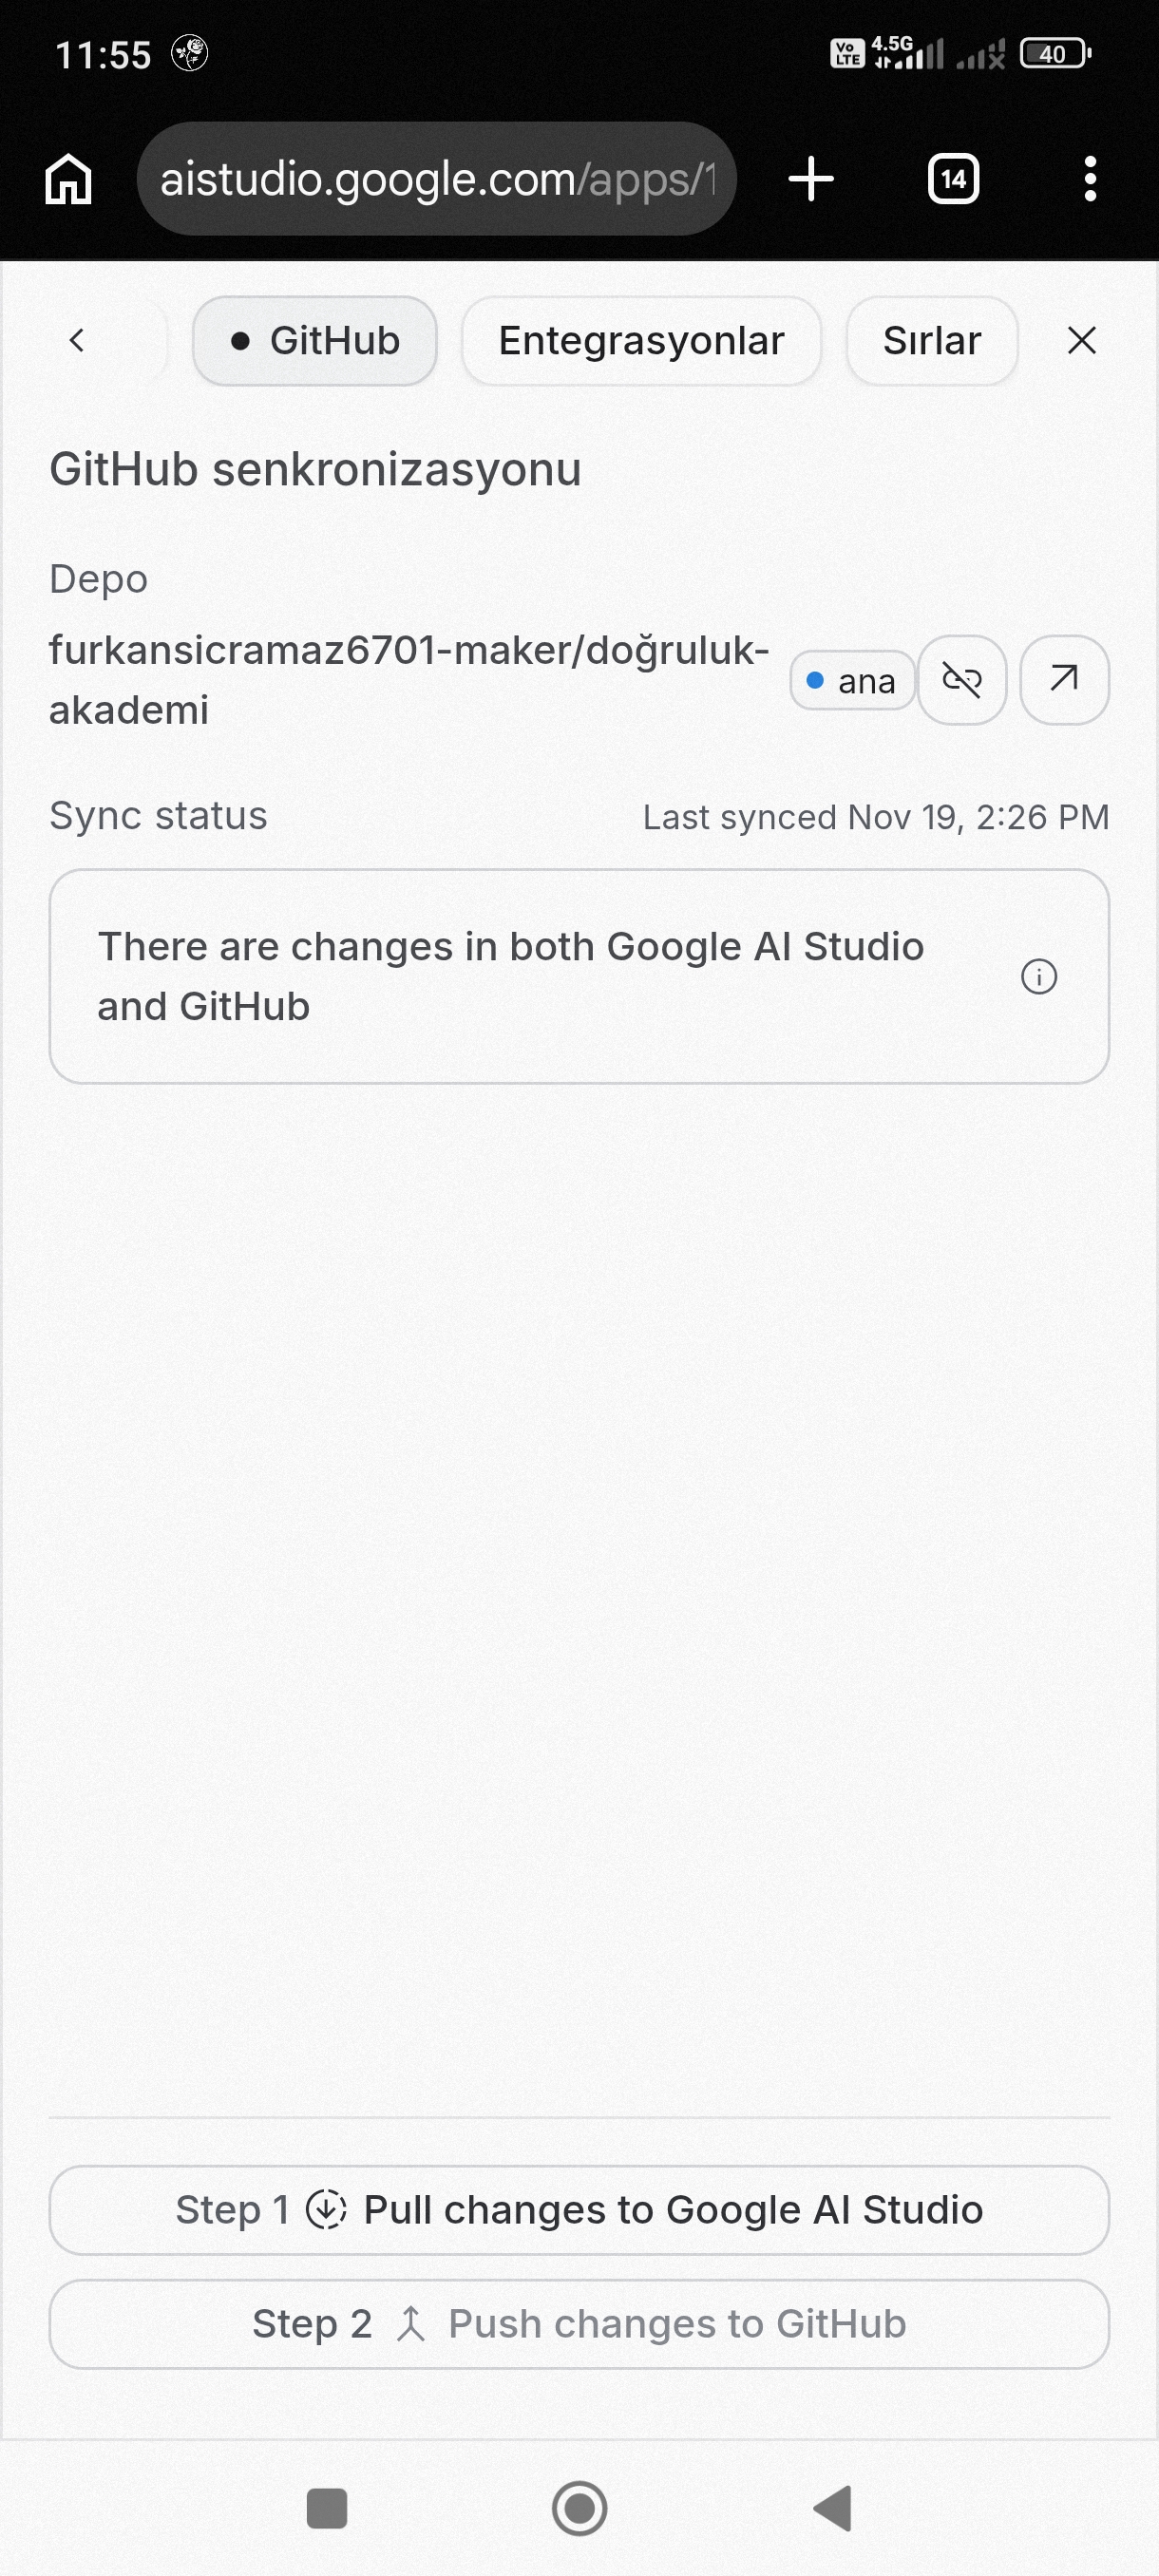 11:55
Vo LTE 4.5G 40
aistudio.google.com/apps/1
14
GitHub
Entegrasyonlar
Sırlar
GitHub senkronizasyonu
Depo
furkansicramaz6701-maker/doğruluk-
akademi
ana
Sync status
Last synced Nov 19, 2:26 PM
There are changes in both Google AI Studio
and GitHub
Step 1 Pull changes to Google AI Studio
Step 2 Push changes to GitHub